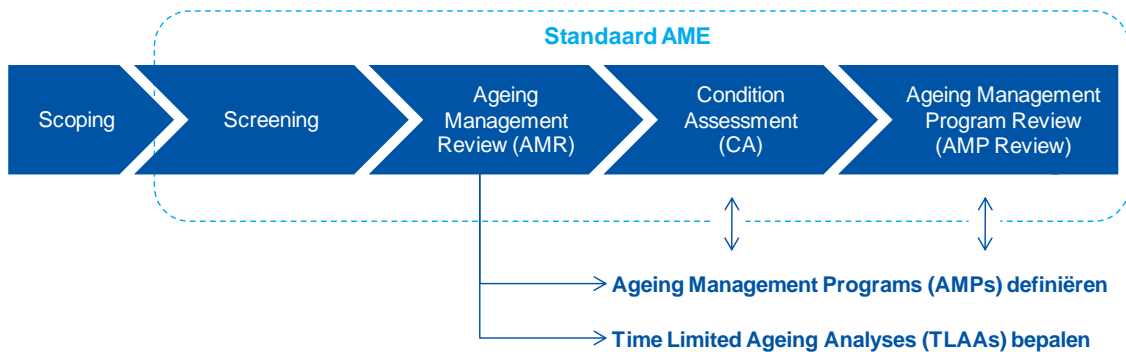 Standaard AME
Scoping
Screening
Ageing
Management
Review (AMR)
Condition
Assessment
(CA)
Ageing Management
Program Review
(AMP Review)
Ageing Management Programs (AMPs) definiëren
Time Limited Ageing Analyses (TLAAs) bepalen